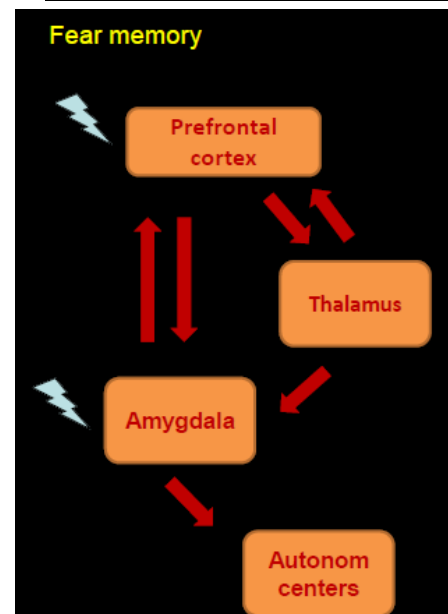 Fear memory
Prefrontal
cortex
Thalamus
Amygdala
Autonom
centers